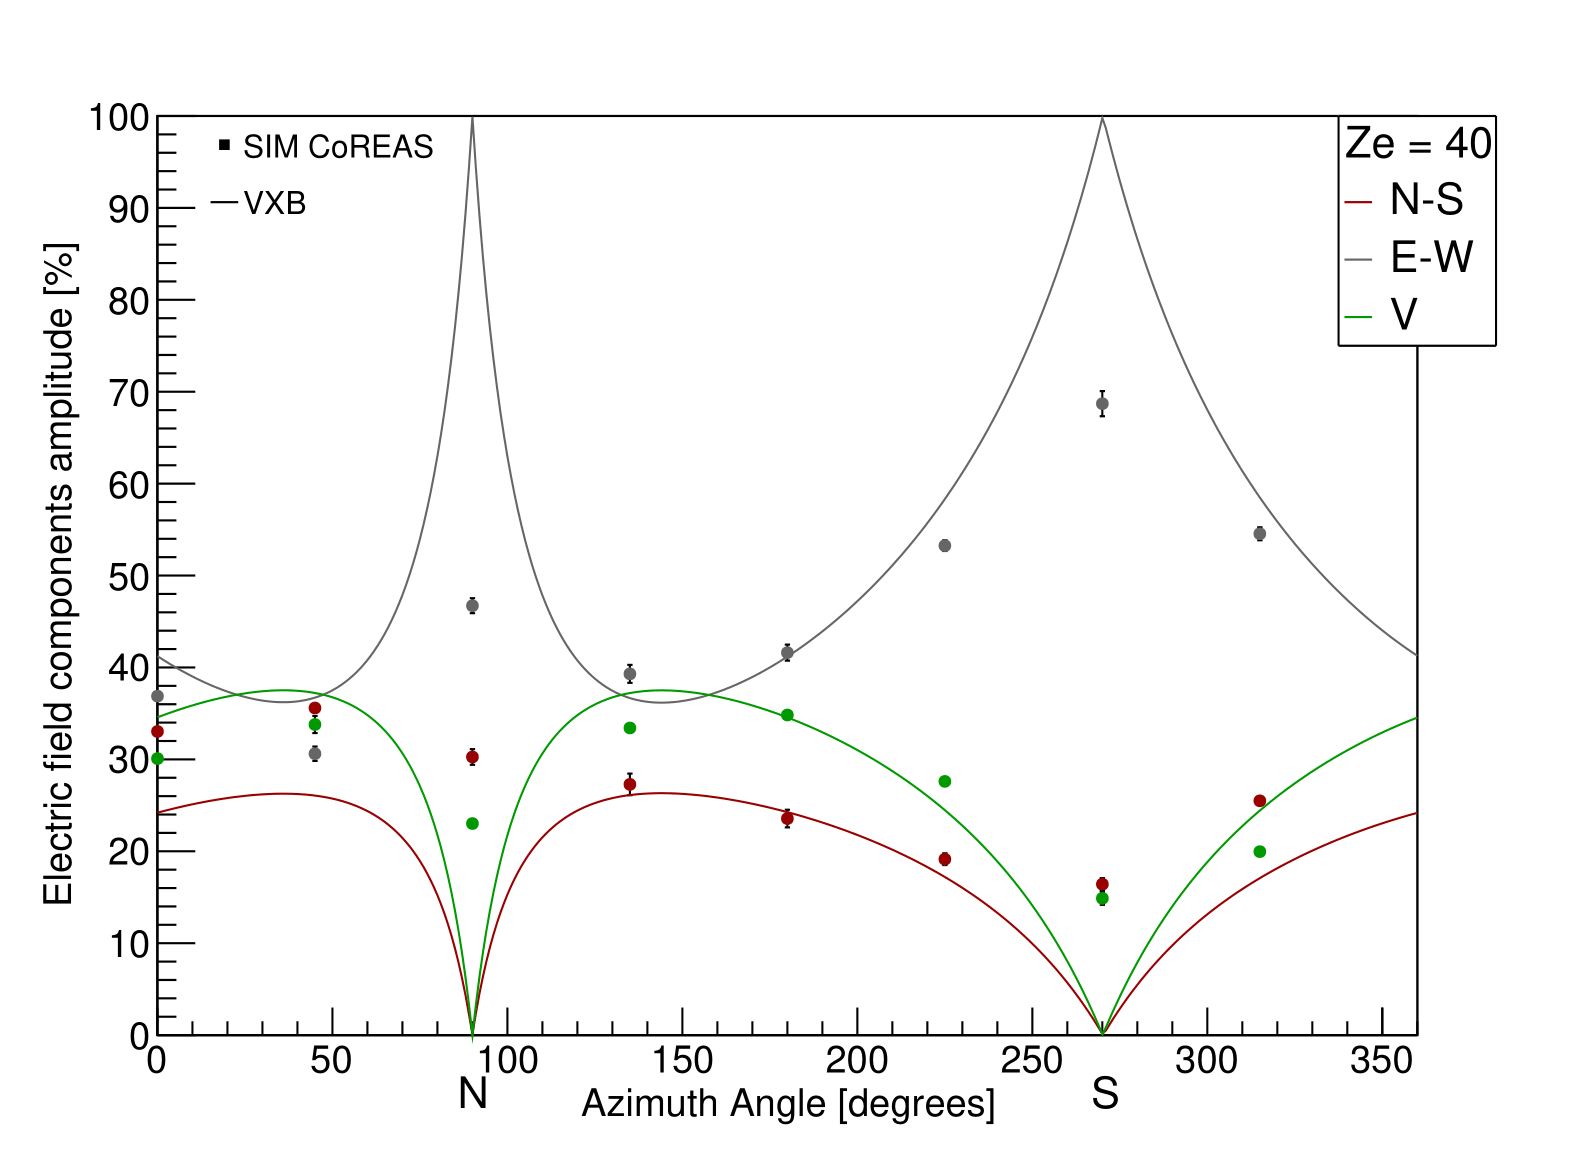 SIM CoREAS
VXB
Ze = 40
N-S
E-W
V
Electric field components amplitude [%]
100
90
80
70
60
50
40
30
20
10
0
0 50 100 150 200 250 300 350
N S
Azimuth Angle [degrees]